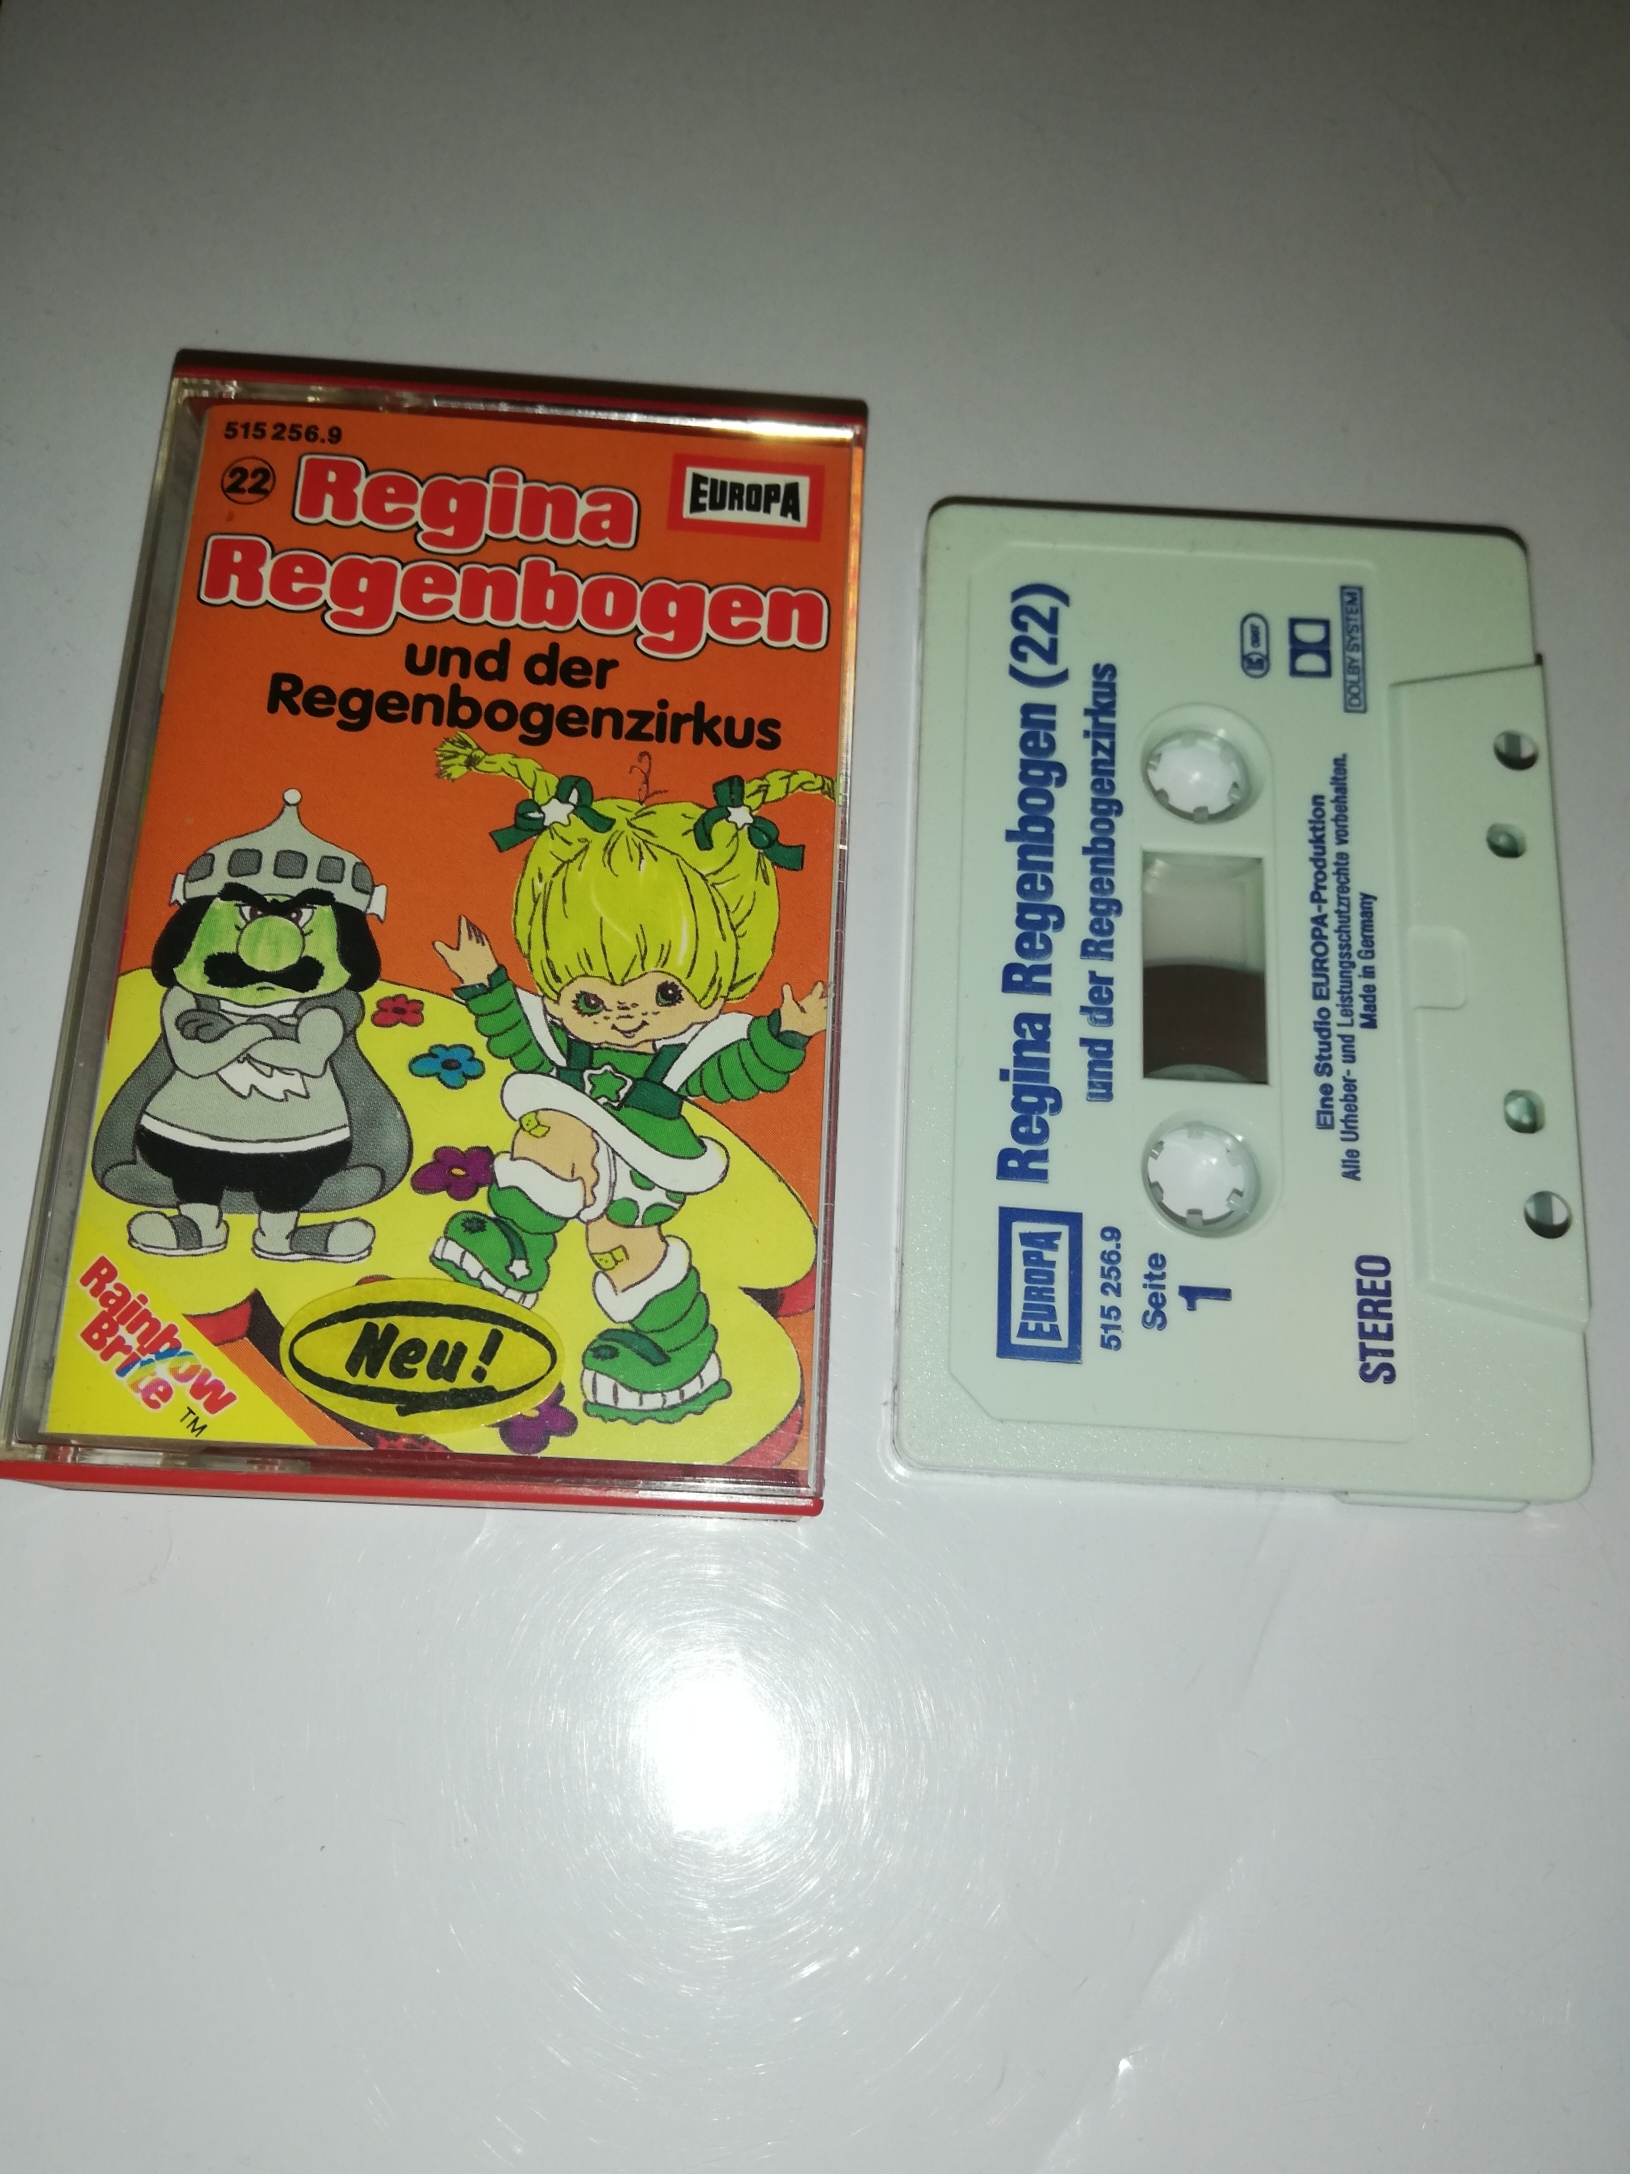 515 256.9
22
Regina
Regenbogen
EUROPA
und der
Regenbogenzirkus
Rainbow
Brite
TM
Neu!
EUROPA
Regina Regenbogen (22)
und der Regenbogenzirkus
515 256.9
Seite
1
DOLBY SYSTEM
Eine Studio EUROPA-Produktion
Alle Urheber- und Leistungsschutzrechte vorbehalten.
Made in Germany
STEREO